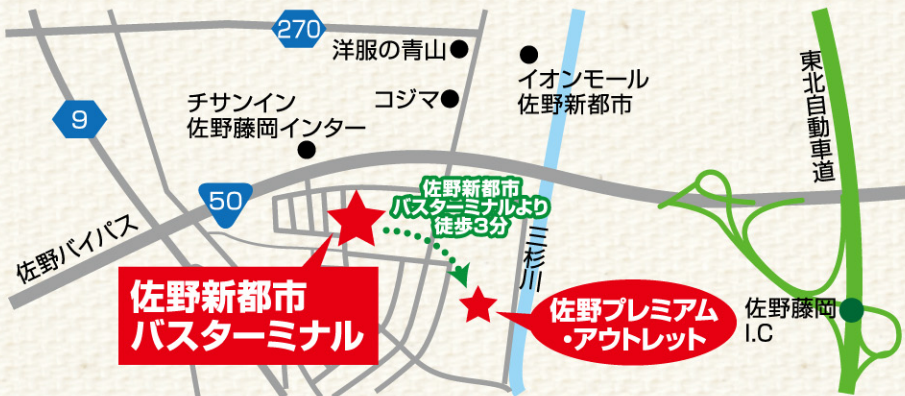 270
洋服の青山
イオンモール
佐野新都市
東北自動車道
コジマ
チサンイン
佐野藤岡インター
9
50
佐野新都市
バスターミナルより
徒歩3分
佐野バイパス
三杉川
佐野新都市
バスターミナル
佐野プレミアム
・アウトレット
佐野藤岡
I.C